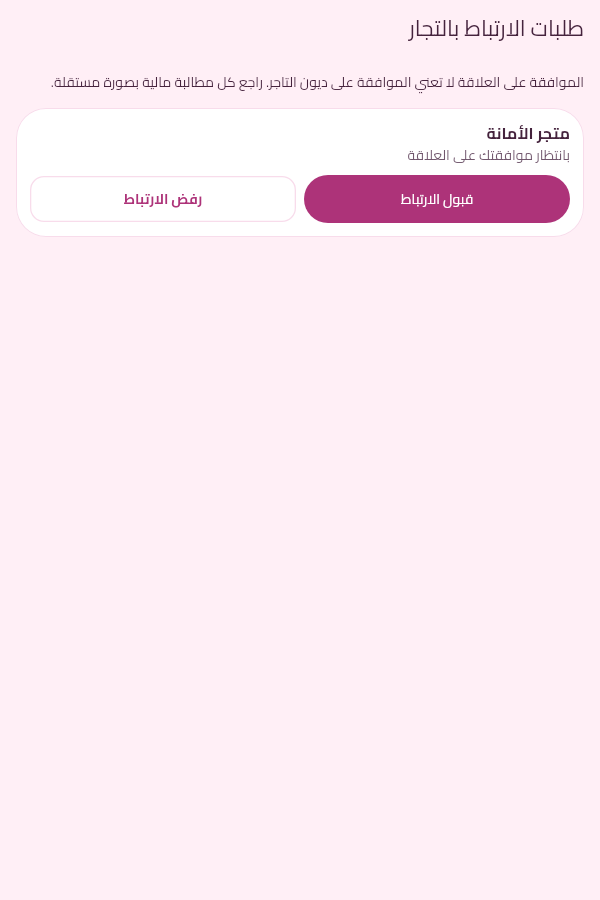 طلبات الارتباط بالتجار
الموافقة على العلاقة لا تعني الموافقة على ديون التاجر. راجع كل مطالبة مالية بصورة مستقلة.
متجر الأمانة
بانتظار موافقتك على العلاقة
قبول الارتباط
رفض الارتباط